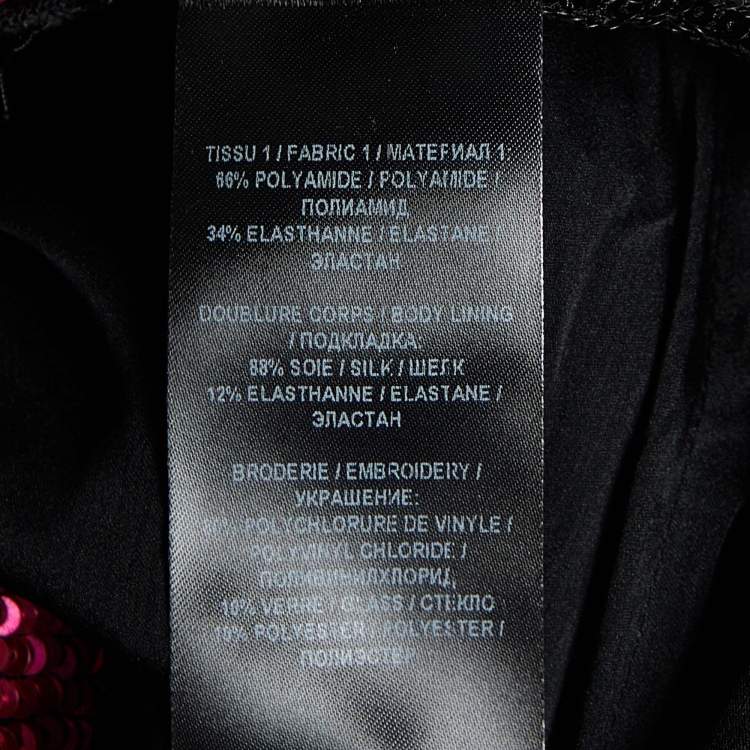 TISSU 1 / FABRIC 1 / МАТЕРИАЛ 1:
66% POLYAMIDE / POLYAMIDE /
ПОЛИАМИД
34% ELASTHANNE / ELASTANE /
ЭЛАСТАН
DOUBLURE CORPS / BODY LINING
/ ПОДКЛАДКА:
88% SOIE / SILK / ШЕЛК
12% ELASTHANNE / ELASTANE /
ЭЛАСТАН
BRODERIE / EMBROIDERY /
УКРАШЕНИЕ:
POLYCHLORURE DE VINYLE /
POLYVINYL CHLORIDE /
ПОЛИВИНИЛХЛОРИД
10% VERRE / GLASS / СТЕКЛО
10% POLYESTER / POLYESTER /
ПОЛИЭСТЕР